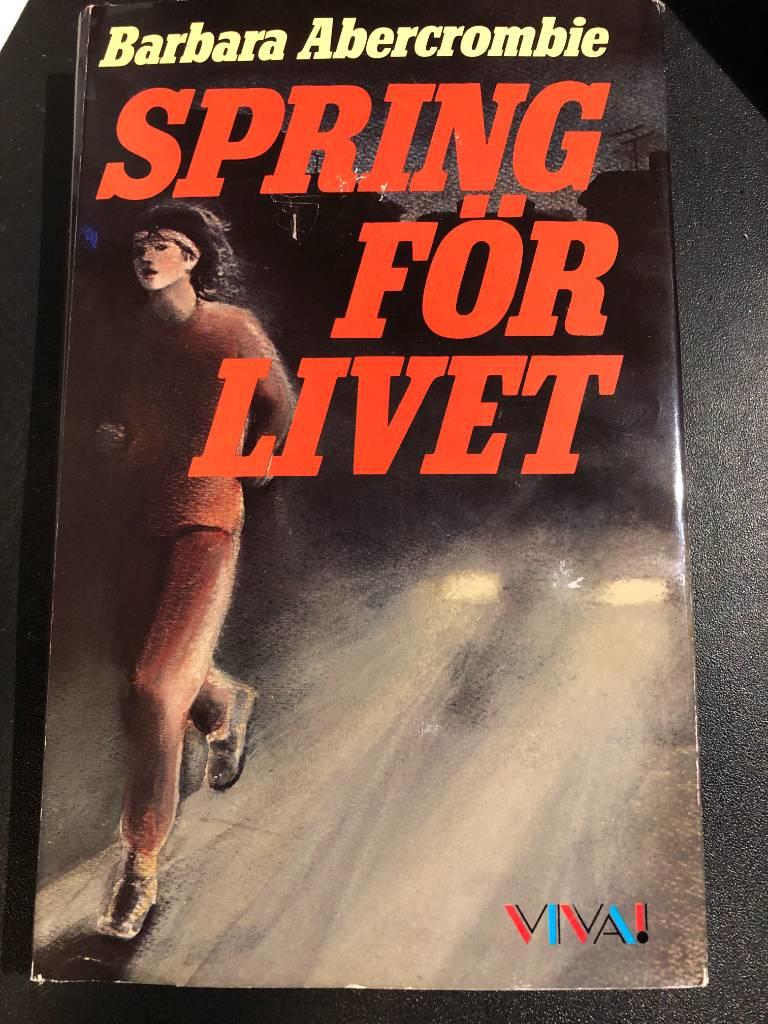 Barbara Abercrombie
SPRING
FÖR
LIVET
VIVA!